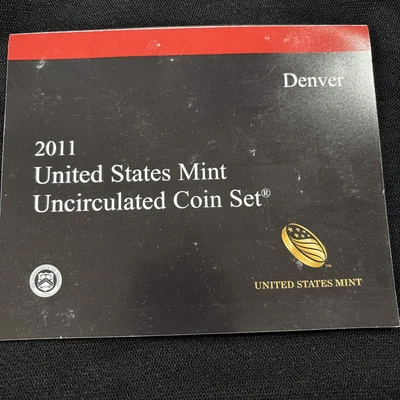 Denver
2011
United States Mint
Uncirculated Coin Set®
UNITED STATES MINT